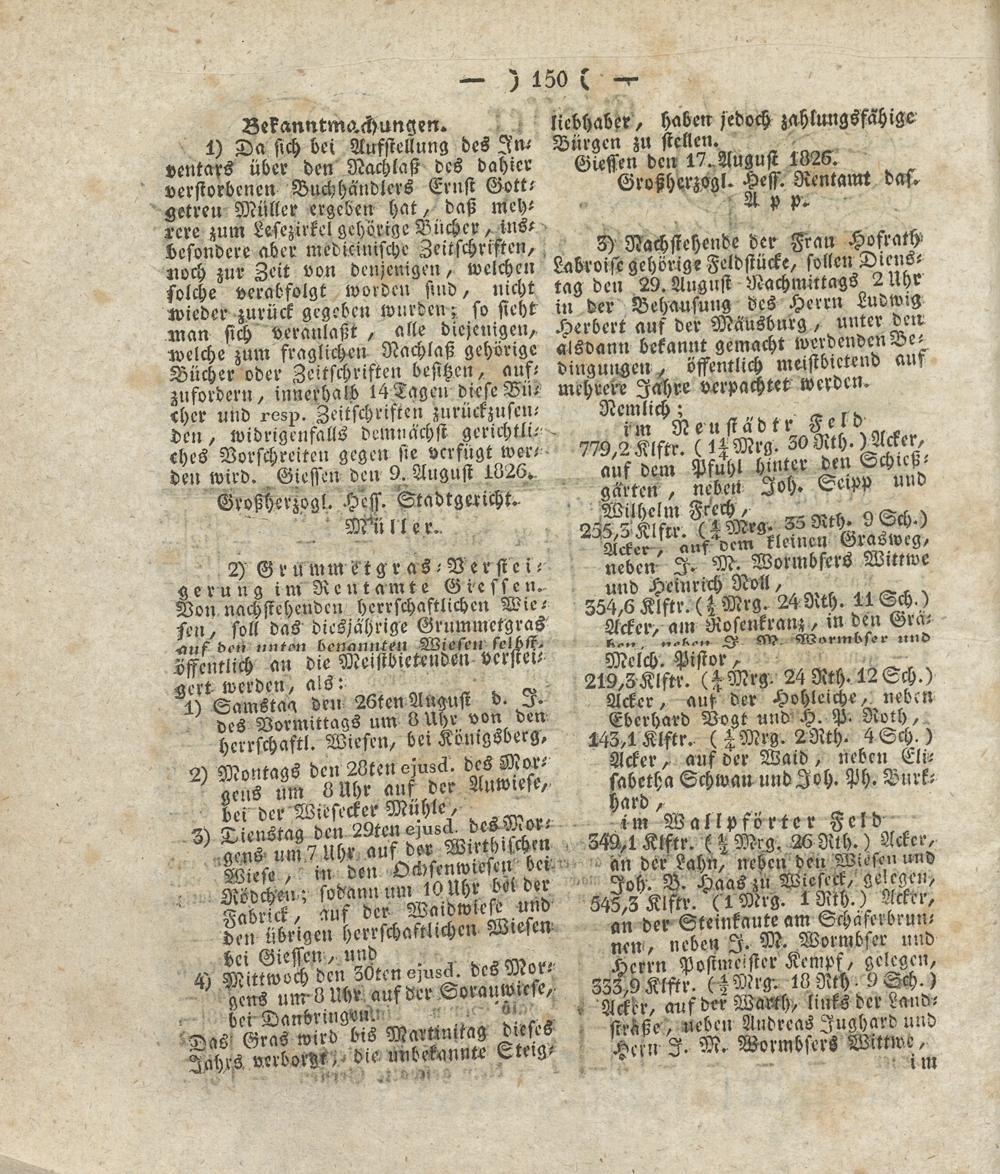 — ) 150 ( —
Bekanntmachungen.
1) Da sich bei Aufstellung des In⸗
ventars über den Nachlaß des dahier
verstorbenen Buchhändlers Ernst Gott⸗
getreu Müller ergeben hat, daß meh⸗
rere zum Lesezirkel gehörige Bücher, ins⸗
besondere aber medicinische Zeitschriften,
noch zur Zeit von denjenigen, welchen
solche verabfolgt worden sind, nicht
wieder zurück gegeben wurden; so sieht
man sich veranlaßt, alle diejenigen,
welche zum fraglichen Nachlaß gehörige
Bücher oder Zeitschriften besitzen, auf⸗
zufordern, innerhalb 14 Tagen diese Bü⸗
cher und resp. Zeitschriften zurückzusen⸗
den, widrigenfalls demnächst gerichtli⸗
ches Vorschreiten gegen sie verfügt wer⸗
den wird. Giessen den 9. August 1826.
Großherzogl. Hess. Stadtgericht.
Müller.
2) Grummetgras⸗Verstei⸗
gerung im Rentamte Giessen.
Von nachstehenden herrschaftlichen Wie⸗
sen, soll das diesjährige Grummetgras
auf den unten benannten Wiesen selbst,
öffentlich an die Meistbietenden verstei⸗
gert werden, als:
1) Samstag den 26ten August d. J.
des Vormittags um 8 Uhr von den
herrschaftl. Wiesen, bei Königsberg,
2) Montags den 28ten ejusd. des Mor⸗
gens um 8 Uhr auf der Auwiese,
bei der Wiesecker Mühle,
3) Tienstag den 29ten ejusd. des Mor⸗
gens um 7 Uhr auf der Wirthischen
Wiese, in den Ochsenwiesen bei
Rödchen; sodann um 10 Uhr bei der
Fabrick, auf der Waidwiese und
den übrigen herrschaftlichen Wiesen
bei Giessen, und
4) Mittwoch den 30ten ejusd. des Mor⸗
gens um 8 Uhr auf der Sorauwiese,
bei Danbringen.
Das Gras wird bis Martinitag dieses
Jahrs verborgt, die unbekannte Steig⸗
liebhaber, haben jedoch zahlungsfähige
Bürgen zu stellen.
Giessen den 17. August 1826.
Großherzogl. Hess. Rentamt das.
App.
3) Nachstehende der Frau Hofrath
Labroise gehörige Feldstücke, sollen Diens⸗
tag den 29. August Nachmittags 2 Uhr
in der Behausung des Herrn Ludwig
Herbert auf der Mäusburg, unter den
alsdann bekannt gemacht werdenden Be⸗
dingungen, öffentlich meistbietend auf
mehrere Jahre verpachtet werden.
Nemlich;
im Neustädtr Feld
779,2 Klftr. (1¼ Mrg. 30 Rth.) Acker,
auf dem Pfuhl hinter den Schieß⸗
gärten, neben Joh. Seipp und
Wilhelm Frech,
255,3 Klftr. (¼ Mrg. 35 Rth. 9 Sch.)
Acker, auf dem kleinen Grasweg,
neben J. M. Wormbsers Wittwe
und Heinrich Noll,
354,6 Klftr. (½ Mrg. 24 Rth. 11 Sch.)
Acker, am Rosenkranz, in den Grä⸗
ben, neben J. M. Wormbser und
Melch. Pistor,
219,3 Klftr. (¼ Mrg. 24 Rth. 12 Sch.)
Acker, auf der Hohleiche, neben
Eberhard Vogt und H. P. Roth,
143,1 Klftr. (¼ Mrg. 2 Rth. 4 Sch.)
Acker, auf der Waid, neben Eli⸗
sabetha Schwan und Joh. Ph. Burk⸗
hard,
im Wallpförter Feld
349,1 Klftr. (½ Mrg. 26 Rth.) Acker,
an der Lahn, neben den Wiesen und
Joh. B. Haas zu Wieseck, gelegen,
545,3 Klftr. (1 Mrg. 1 Rth.) Acker,
an der Steinkaute am Schäferbrun⸗
nen, neben J. M. Wormbser und
Herrn Postmeister Kempf, gelegen,
333,9 Klftr. (½ Mrg. 18 Rth. 9 Sch.)
Acker, auf der Warth, links der Land⸗
straße, neben Andreas Jughard und
Hern J. M. Wormbsers Wittwe,
im